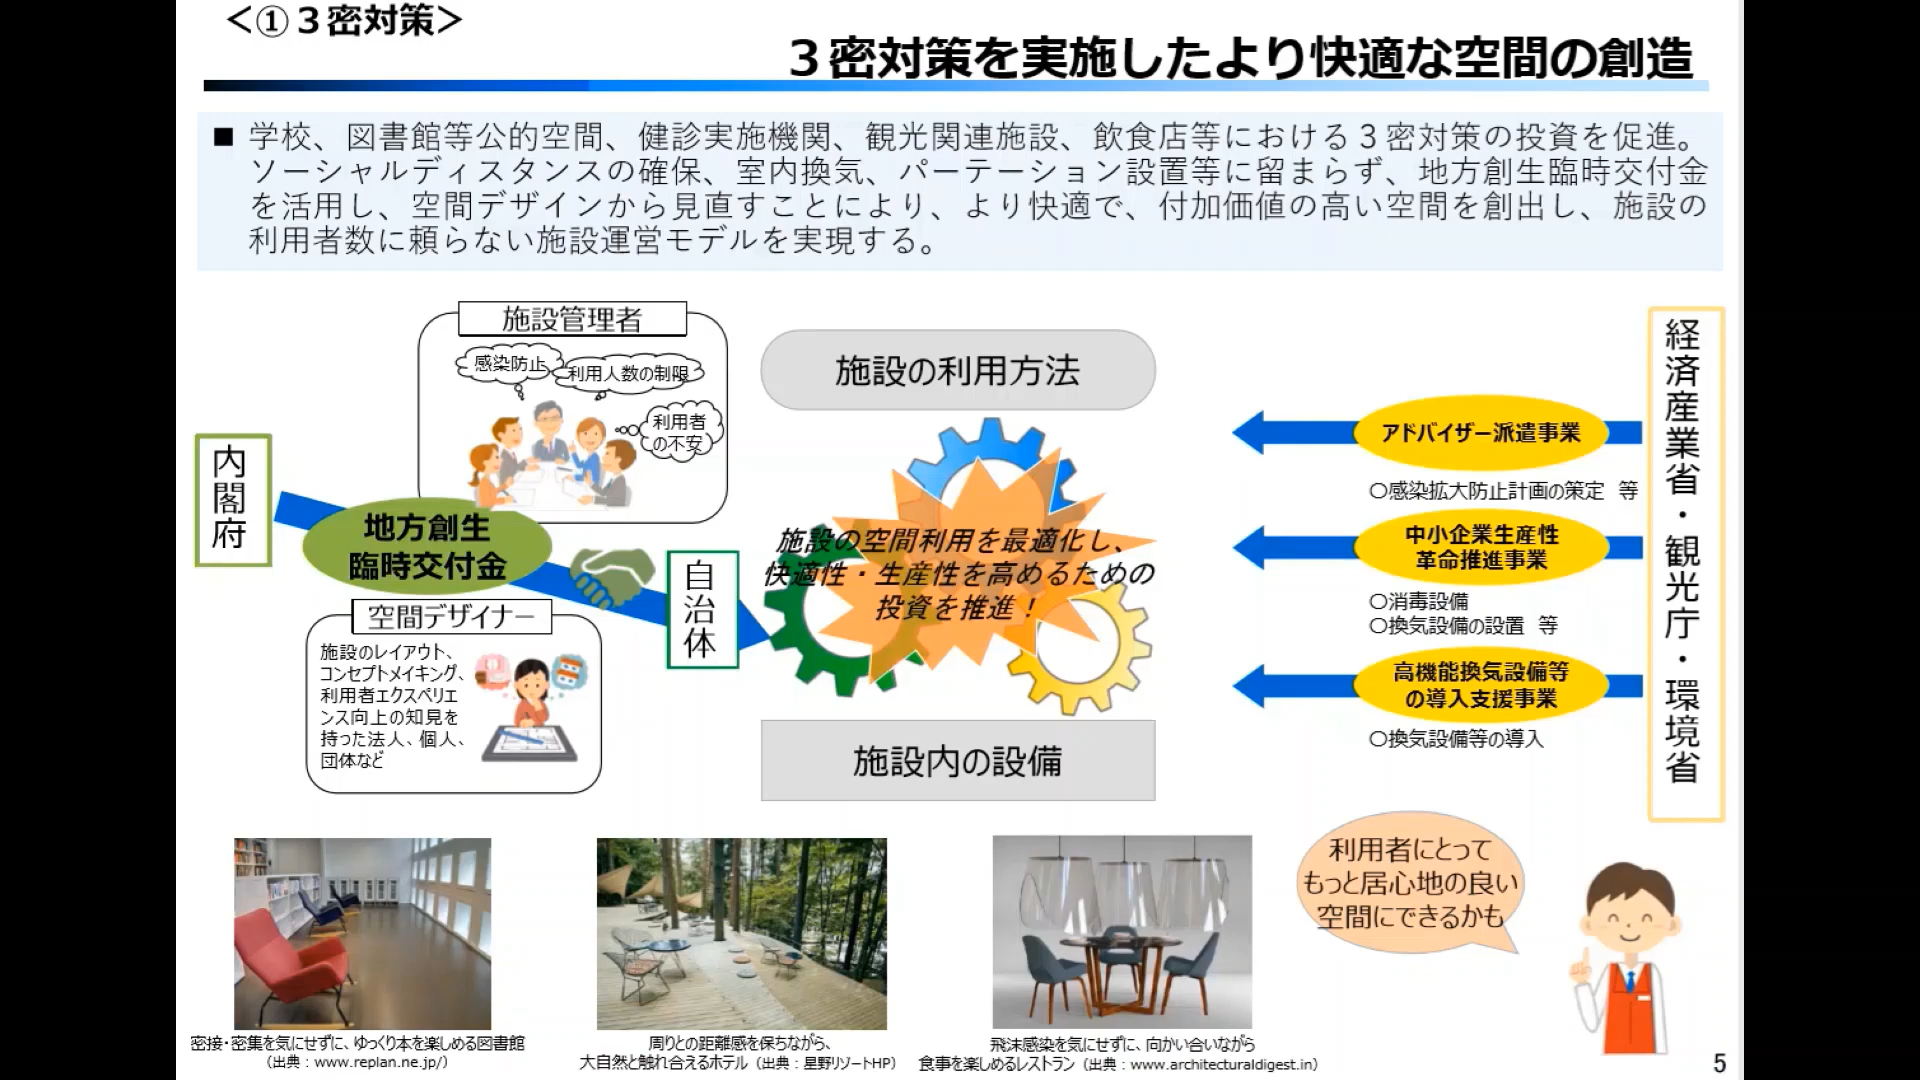 ＜①３密対策＞
３密対策を実施したより快適な空間の創造
■ 学校、図書館等公的空間、健診実施機関、観光関連施設、飲食店等における３密対策の投資を促進。
ソーシャルディスタンスの確保、室内換気、パーテーション設置等に留まらず、地方創生臨時交付金
を活用し、空間デザインから見直すことにより、より快適で、付加価値の高い空間を創出し、施設の
利用者数に頼らない施設運営モデルを実現する。
施設管理者
感染防止
利用人数の制限
利用者
の不安
内閣府
地方創生
臨時交付金
自治体
空間デザイナー
施設のレイアウト、
コンセプトメイキング、
利用者エクスペリエ
ンス向上の知見を
持った法人、個人、
団体など
施設の利用方法
施設の空間利用を最適化し、
快適性・生産性を高めるための
投資を推進！
施設内の設備
アドバイザー派遣事業
○感染拡大防止計画の策定 等
中小企業生産性
革命推進事業
○消毒設備
○換気設備の設置 等
高機能換気設備等
の導入支援事業
○換気設備等の導入
経済産業省・観光庁・環境省
密接・密集を気にせずに、ゆっくり本を楽しめる図書館
（出典：www.replan.ne.jp/）
周りとの距離感を保ちながら、
大自然と触れ合えるホテル（出典：星野リゾートHP）
飛沫感染を気にせずに、向かい合いながら
食事を楽しめるレストラン（出典：www.architecturaldigest.in）
利用者にとって
もっと居心地の良い
空間にできるかも
5